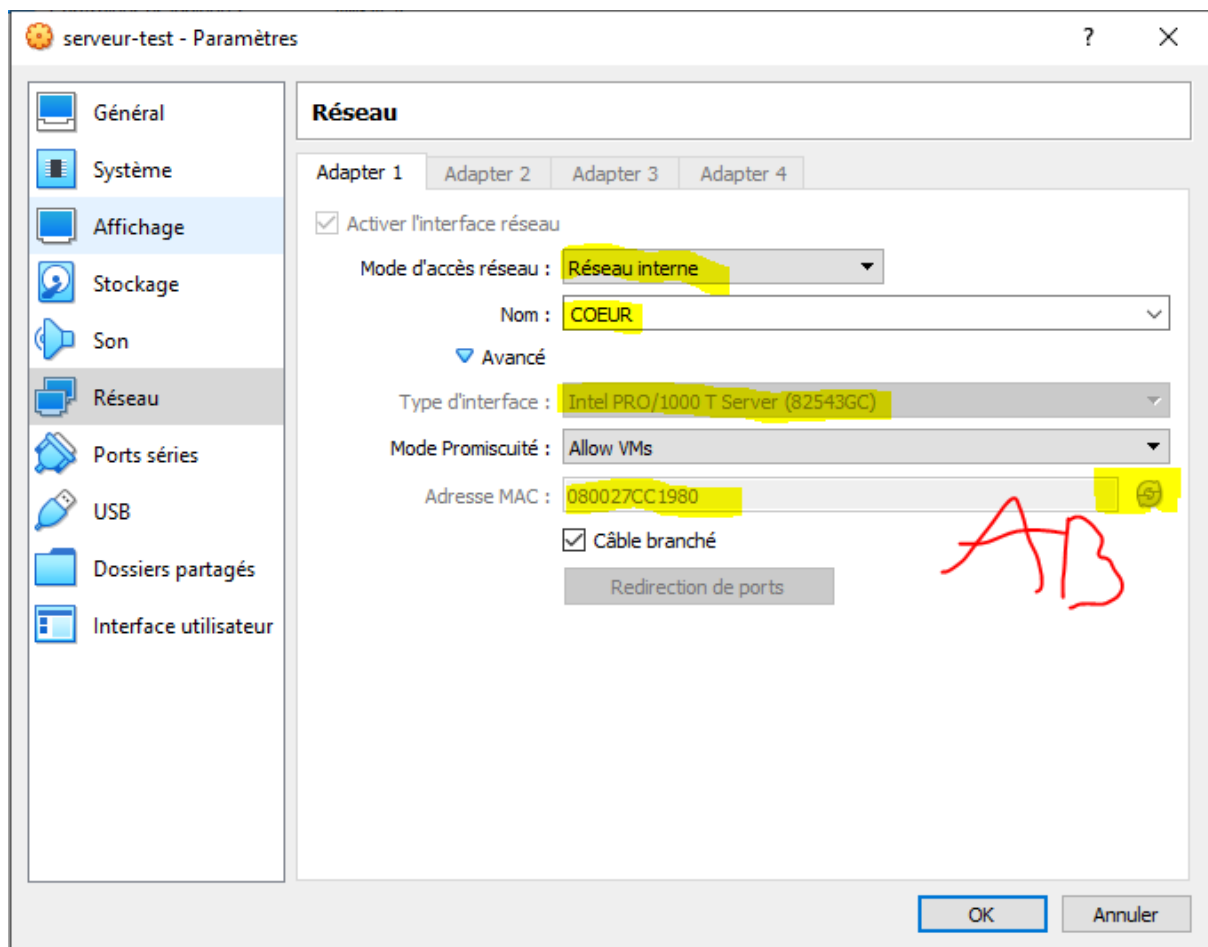 serveur-test - Paramètres ?
Général
Système
Affichage
Stockage
Son
Réseau
Ports séries
USB
Dossiers partagés
Interface utilisateur
Réseau
Adapter 1 Adapter 2 Adapter 3 Adapter 4
Activer l'interface réseau
Mode d'accès réseau : Réseau interne
Nom : COEUR
Avancé
Type d'interface : Intel PRO/1000 T Server (82543GC)
Mode Promiscuité : Allow VMs
Adresse MAC : 080027CC1980
AB
Câble branché
Redirection de ports
OK Annuler